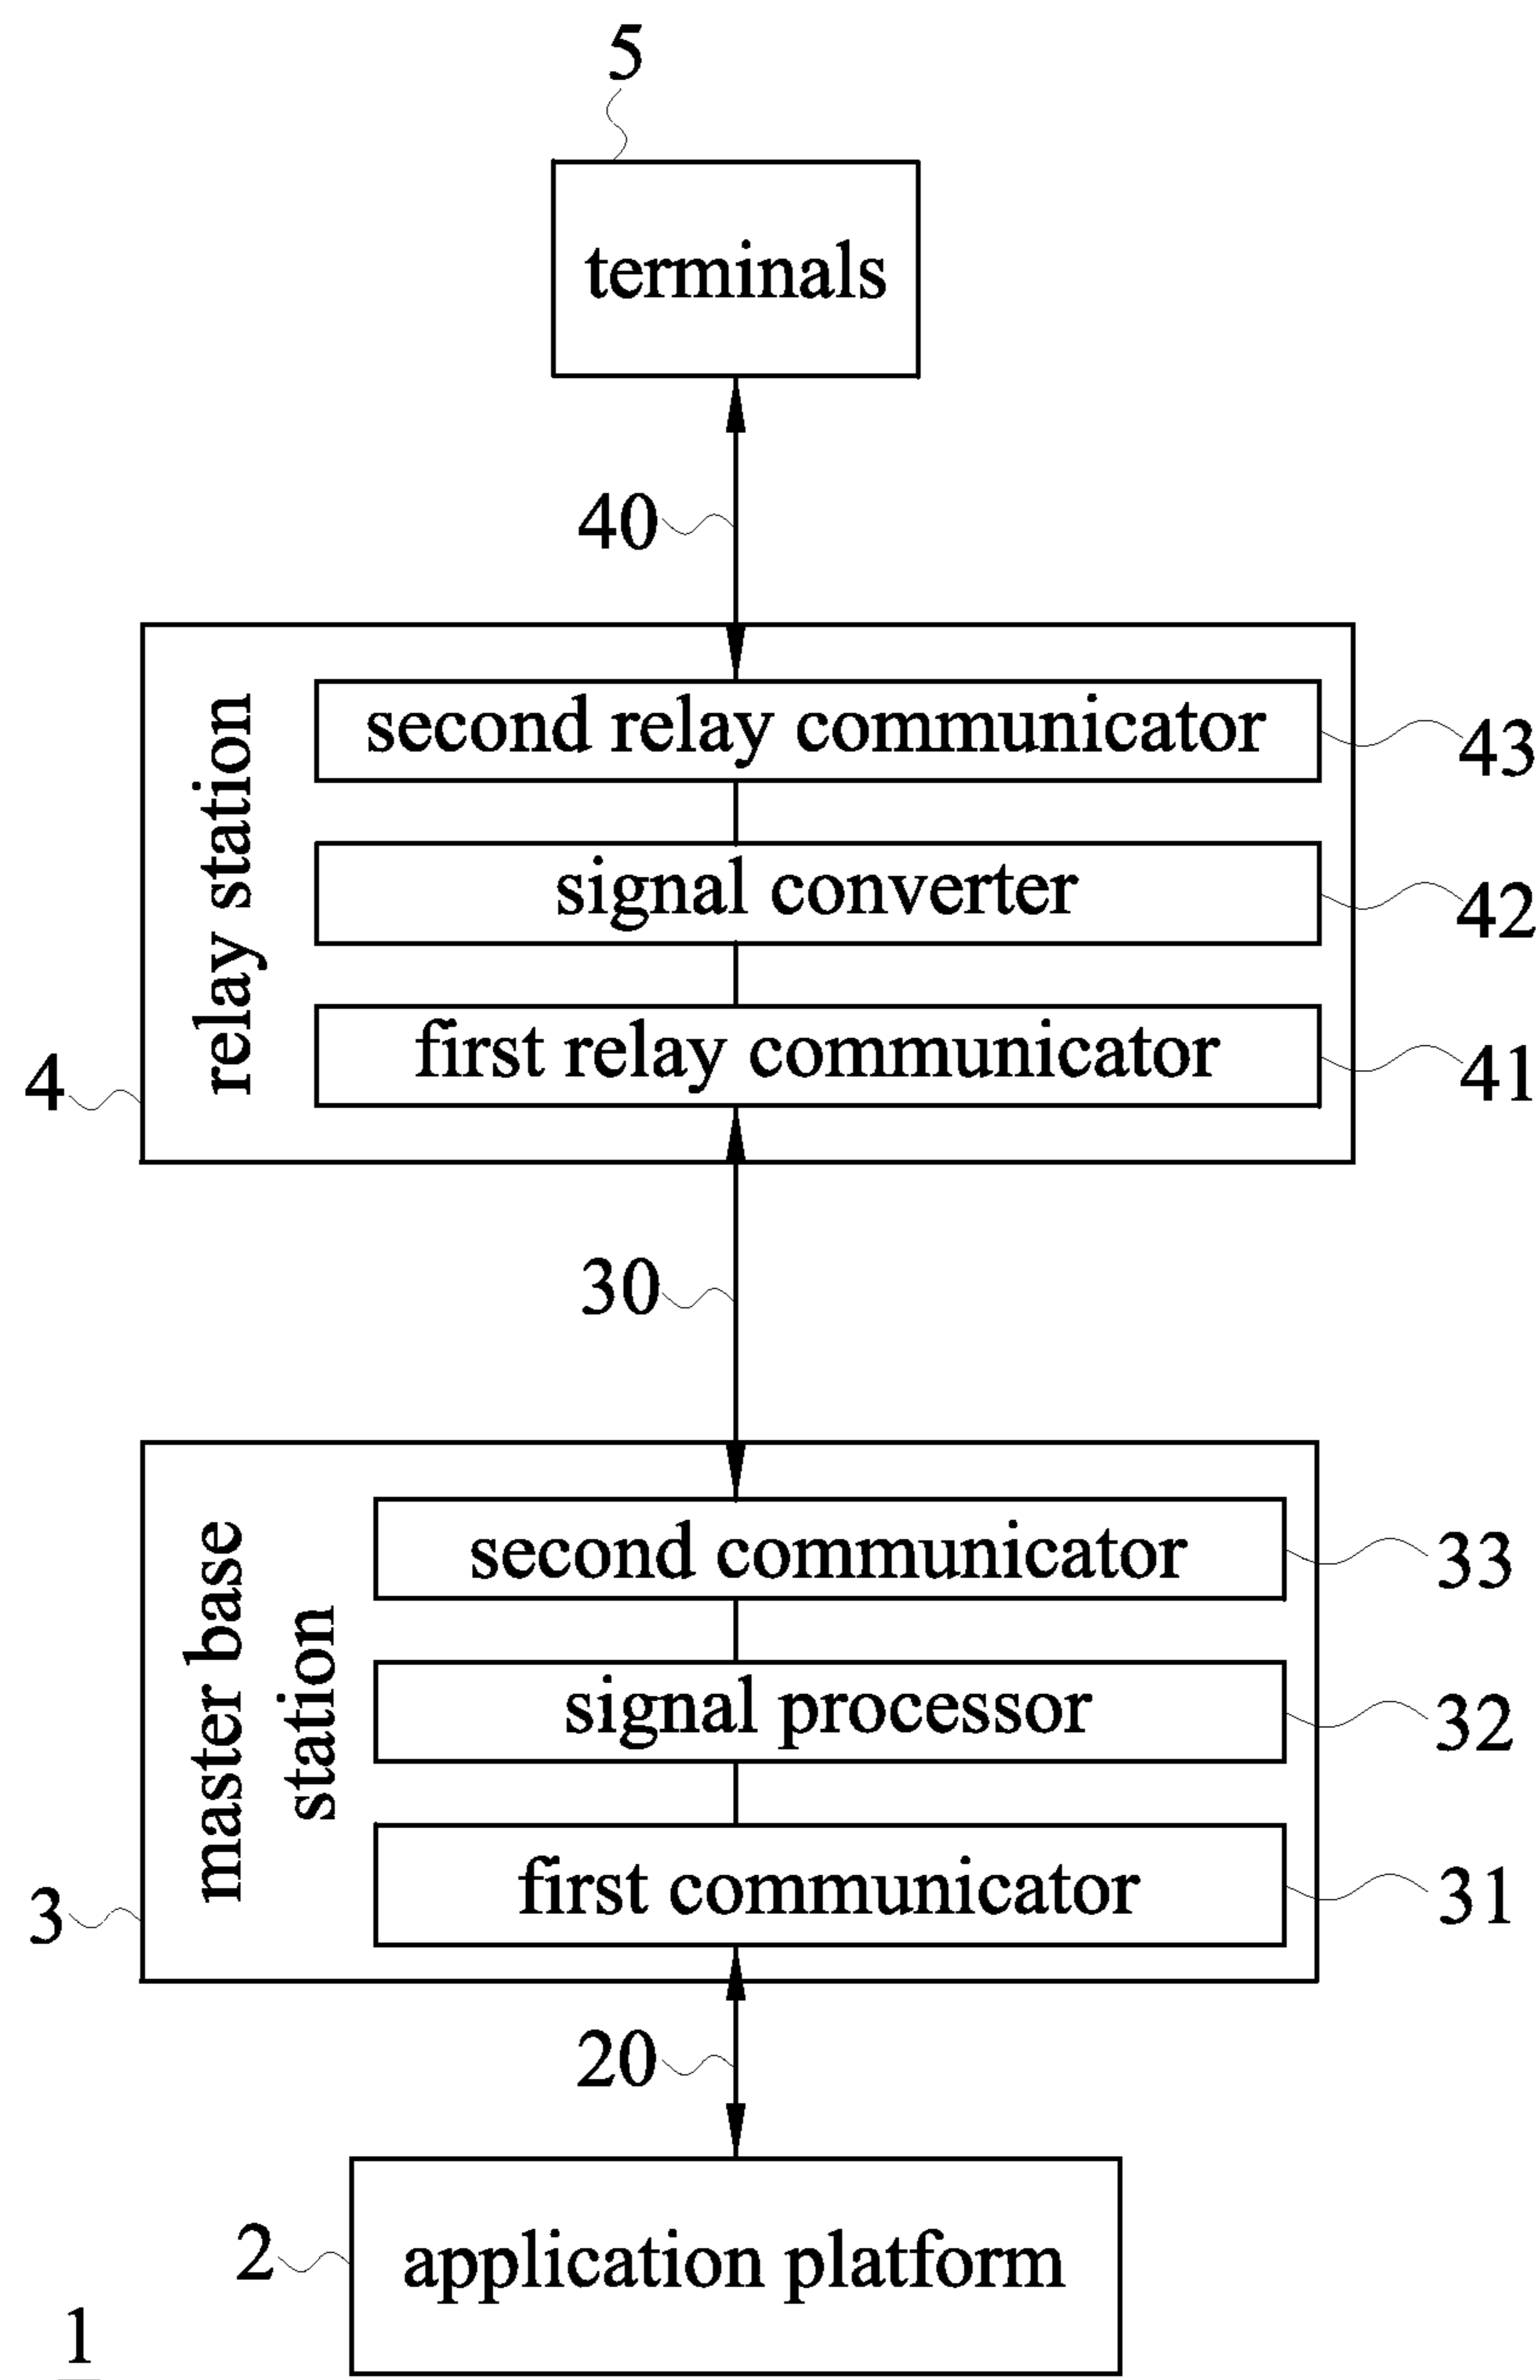 5
terminals
40
relay station
second relay communicator
43
signal converter
42
first relay communicator
41
4
30
master base
station
second communicator
33
signal processor
32
first communicator
31
3
20
2
application platform
1